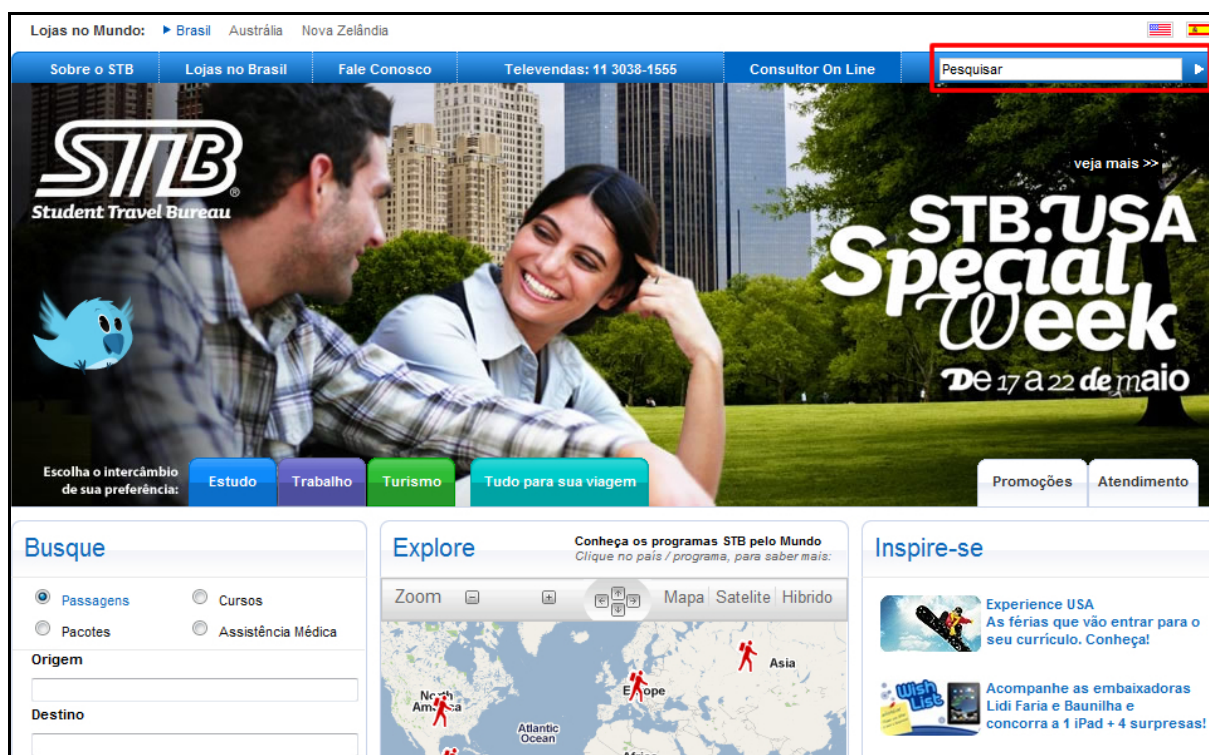 Lojas no Mundo: Brasil Austrália Nova Zelândia
Sobre o STB Lojas no Brasil Fale Conosco Televendas: 11 3038-1555 Consultor On Line Pesquisar
STB
Student Travel Bureau
veja mais >>
STB.USA
Special
Week
De 17 a 22 de maio
Escolha o intercâmbio
de sua preferência:
Estudo Trabalho Turismo Tudo para sua viagem Promoções Atendimento
Busque
Passagens Cursos
Pacotes Assistência Médica
Origem
Destino
Explore
Conheça os programas STB pelo Mundo
Clique no país / programa, para saber mais:
Zoom Mapa Satelite Hibrido
North
America
Europe
Asia
Atlantic
Ocean
Africa
Inspire-se
Experience USA
As férias que vão entrar para o
seu currículo. Conheça!
Wish
List
Acompanhe as embaixadoras
Lidi Faria e Baunilha e
concorra a 1 iPad + 4 surpresas!